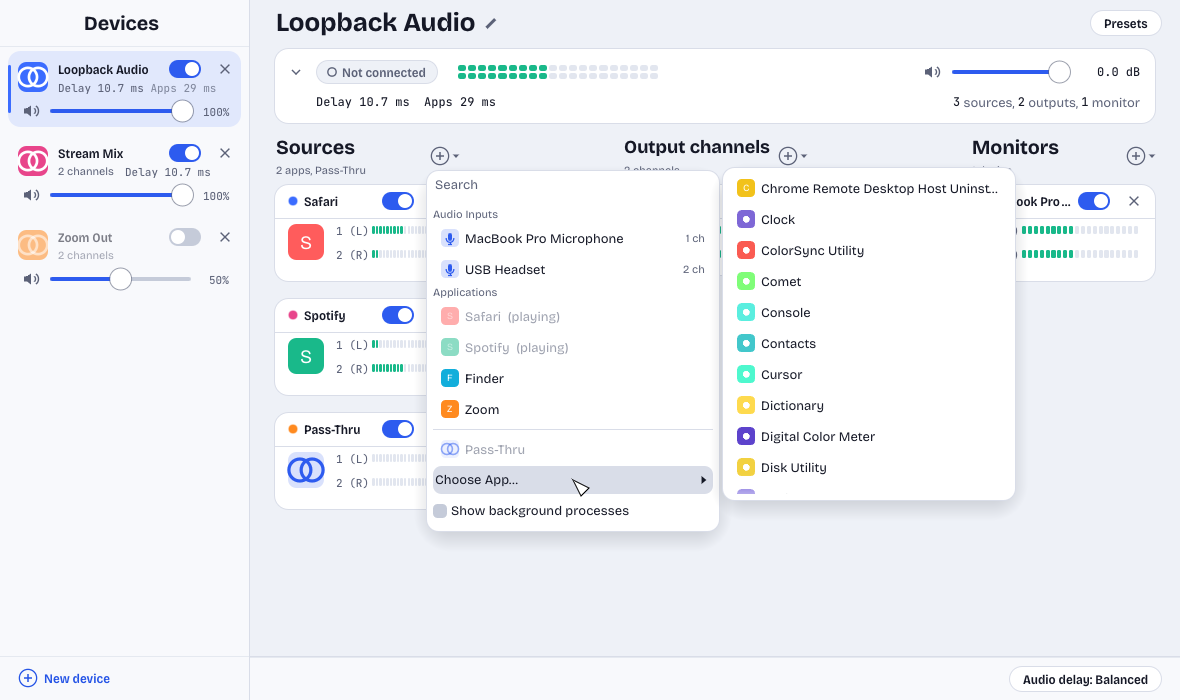 Devices
Loopback Audio
Delay 10.7 ms Apps 29 ms
100%
Stream Mix
2 channels Delay 10.7 ms
100%
Zoom Out
2 channels
50%
New device
Loopback Audio
Presets
Not connected
0.0 dB
Delay 10.7 ms Apps 29 ms
3 sources, 2 outputs, 1 monitor
Sources
2 apps, Pass-Thru
Safari
S
1 (L)
2 (R)
Spotify
S
1 (L)
2 (R)
Pass-Thru
1 (L)
2 (R)
Output channels
Monitors
ook Pro...
Search
Audio Inputs
MacBook Pro Microphone 1 ch
USB Headset 2 ch
Applications
S Safari (playing)
S Spotify (playing)
F Finder
Z Zoom
Pass-Thru
Choose App...
Show background processes
C Chrome Remote Desktop Host Uninst...
Clock
ColorSync Utility
Comet
Console
Contacts
Cursor
Dictionary
Digital Color Meter
Disk Utility
Audio delay: Balanced